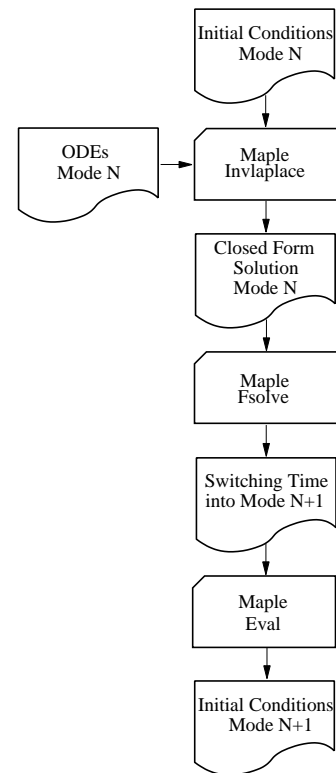 Initial Conditions
Mode N
ODEs
Mode N
Maple
Invlaplace
Closed Form
Solution
Mode N
Maple
Fsolve
Switching Time
into Mode N+1
Maple
Eval
Initial Conditions
Mode N+1